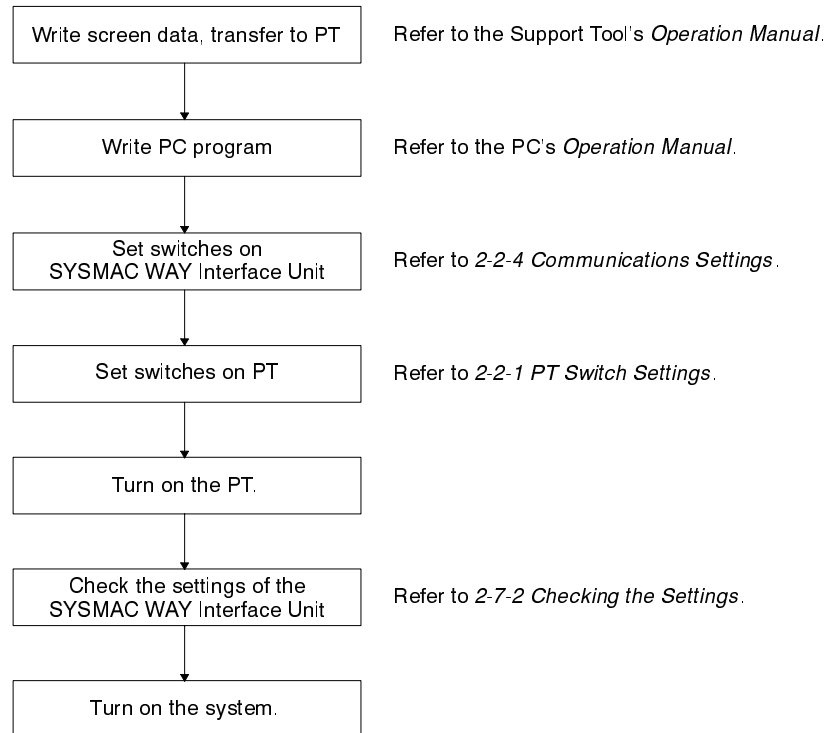 Write screen data, transfer to PT
Refer to the Support Tool's Operation Manual.
Write PC program
Refer to the PC's Operation Manual.
Set switches on
SYSMAC WAY Interface Unit
Refer to 2-2-4 Communications Settings.
Set switches on PT
Refer to 2-2-1 PT Switch Settings.
Turn on the PT.
Check the settings of the
SYSMAC WAY Interface Unit
Refer to 2-7-2 Checking the Settings.
Turn on the system.